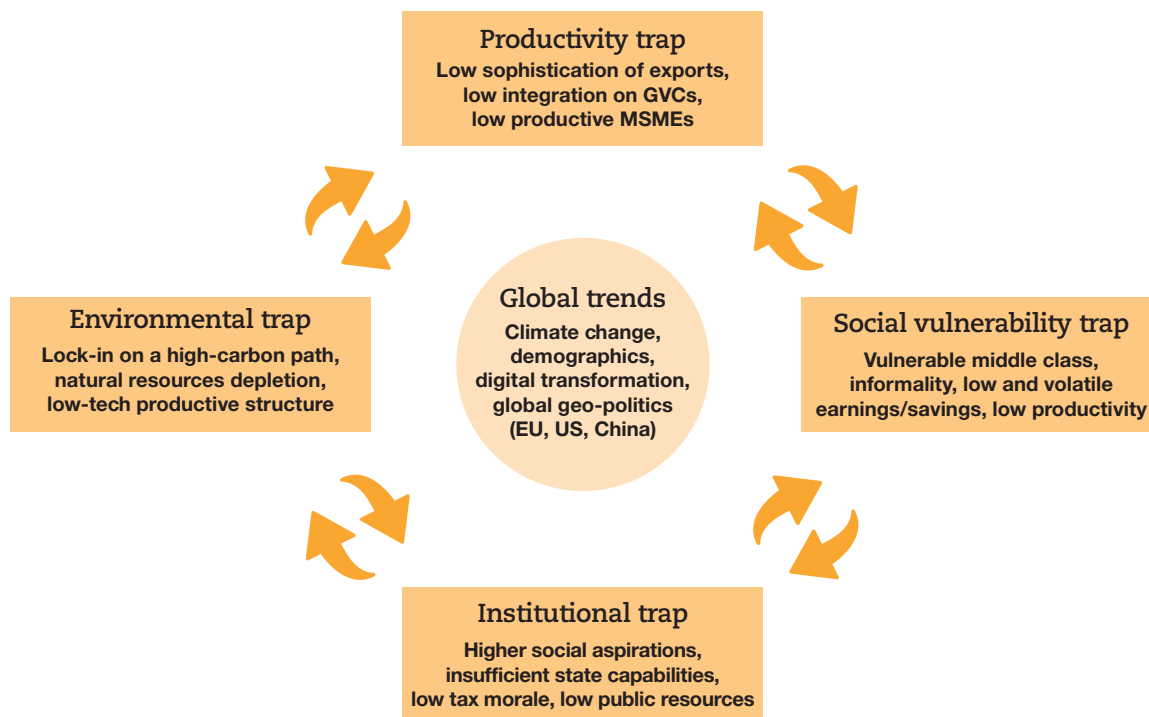 Productivity trap
Low sophistication of exports,
low integration on GVCs,
low productive MSMEs
Environmental trap
Lock-in on a high-carbon path,
natural resources depletion,
low-tech productive structure
Global trends
Climate change,
demographics,
digital transformation,
global geo-politics
(EU, US, China)
Social vulnerability trap
Vulnerable middle class,
informality, low and volatile
earnings/savings, low productivity
Institutional trap
Higher social aspirations,
insufficient state capabilities,
low tax morale, low public resources